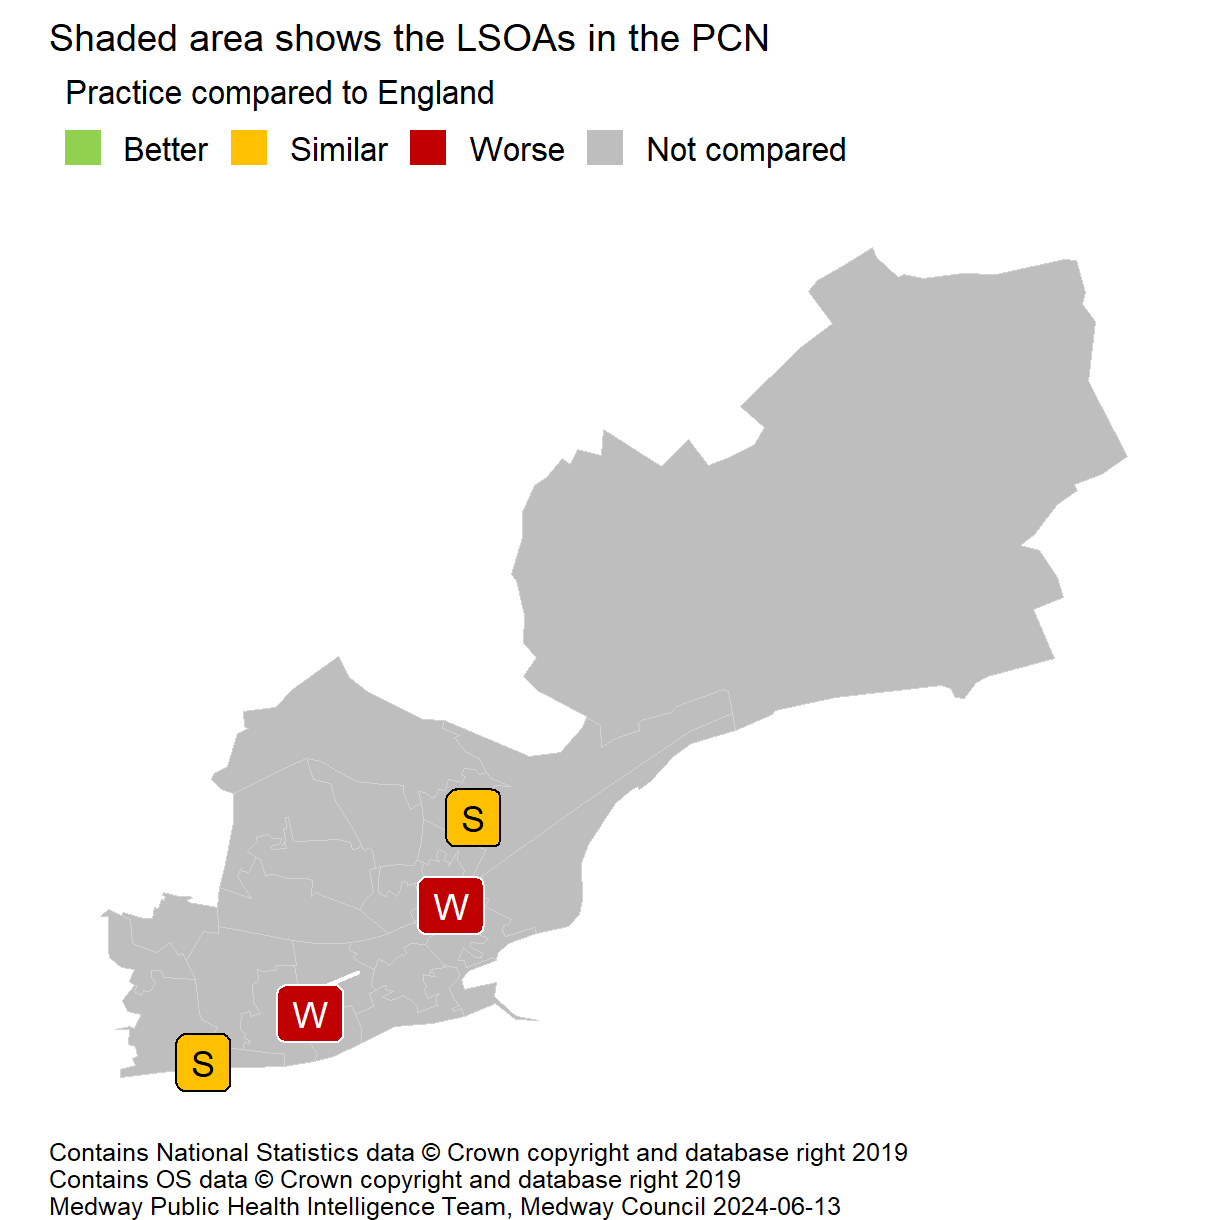 Shaded area shows the LSOAs in the PCN
Practice compared to England
Better Similar Worse Not compared
S
W
W
S
Contains National Statistics data © Crown copyright and database right 2019
Contains OS data © Crown copyright and database right 2019
Medway Public Health Intelligence Team, Medway Council 2024-06-13